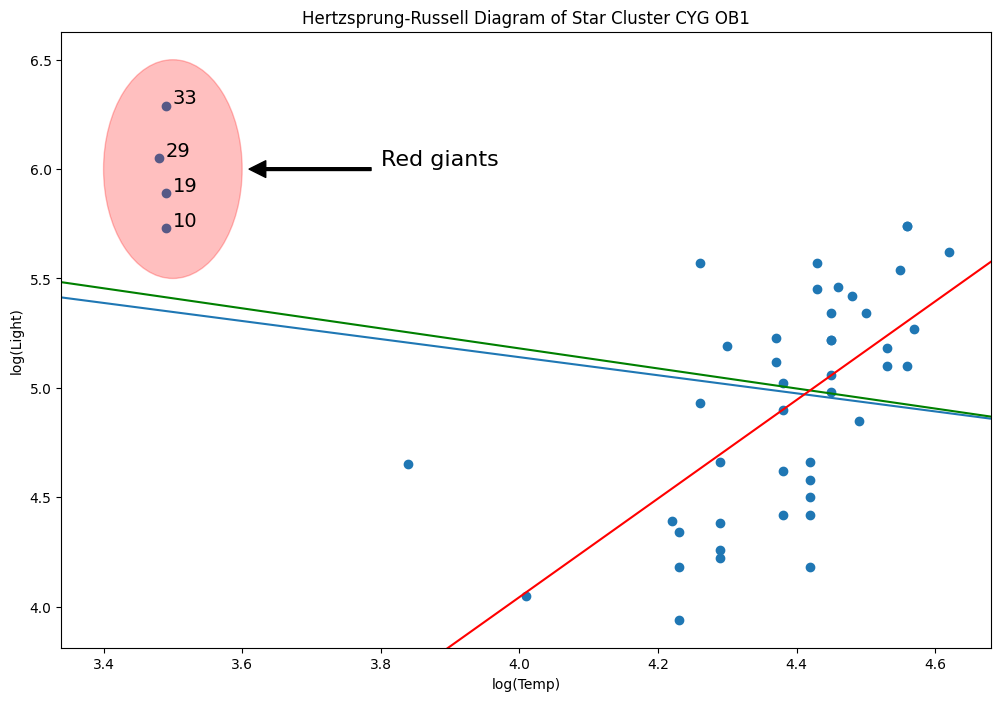 Hertzsprung-Russell Diagram of Star Cluster CYG OB1
6.5
33
29
Red giants
6.0
19
10
5.5
log(Light)
5.0
4.5
4.0
3.4 3.6 3.8 4.0 4.2 4.4 4.6
log(Temp)